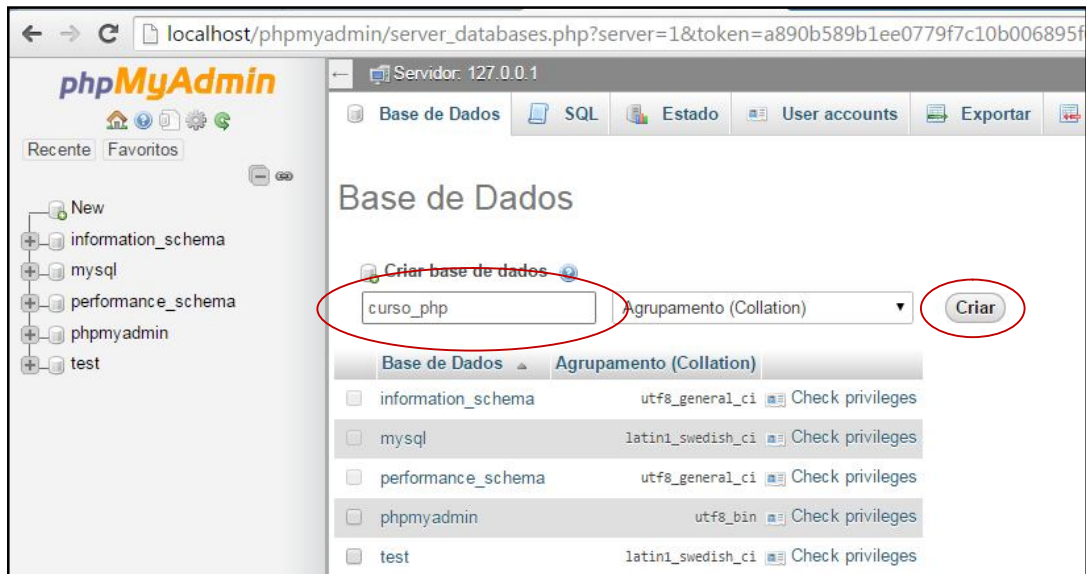 localhost/phpmyadmin/server_databases.php?server=1&token=a890b589b1ee0779f7c10b006895f
phpMyAdmin
Recente Favoritos
New
information_schema
mysql
performance_schema
phpmyadmin
test
Servidor: 127.0.0.1
Base de Dados SQL Estado User accounts Exportar
Base de Dados
Criar base de dados
curso_php Agrupamento (Collation) Criar
Base de Dados Agrupamento (Collation)
information_schema utf8_general_ci Check privileges
mysql latin1_swedish_ci Check privileges
performance_schema utf8_general_ci Check privileges
phpmyadmin utf8_bin Check privileges
test latin1_swedish_ci Check privileges